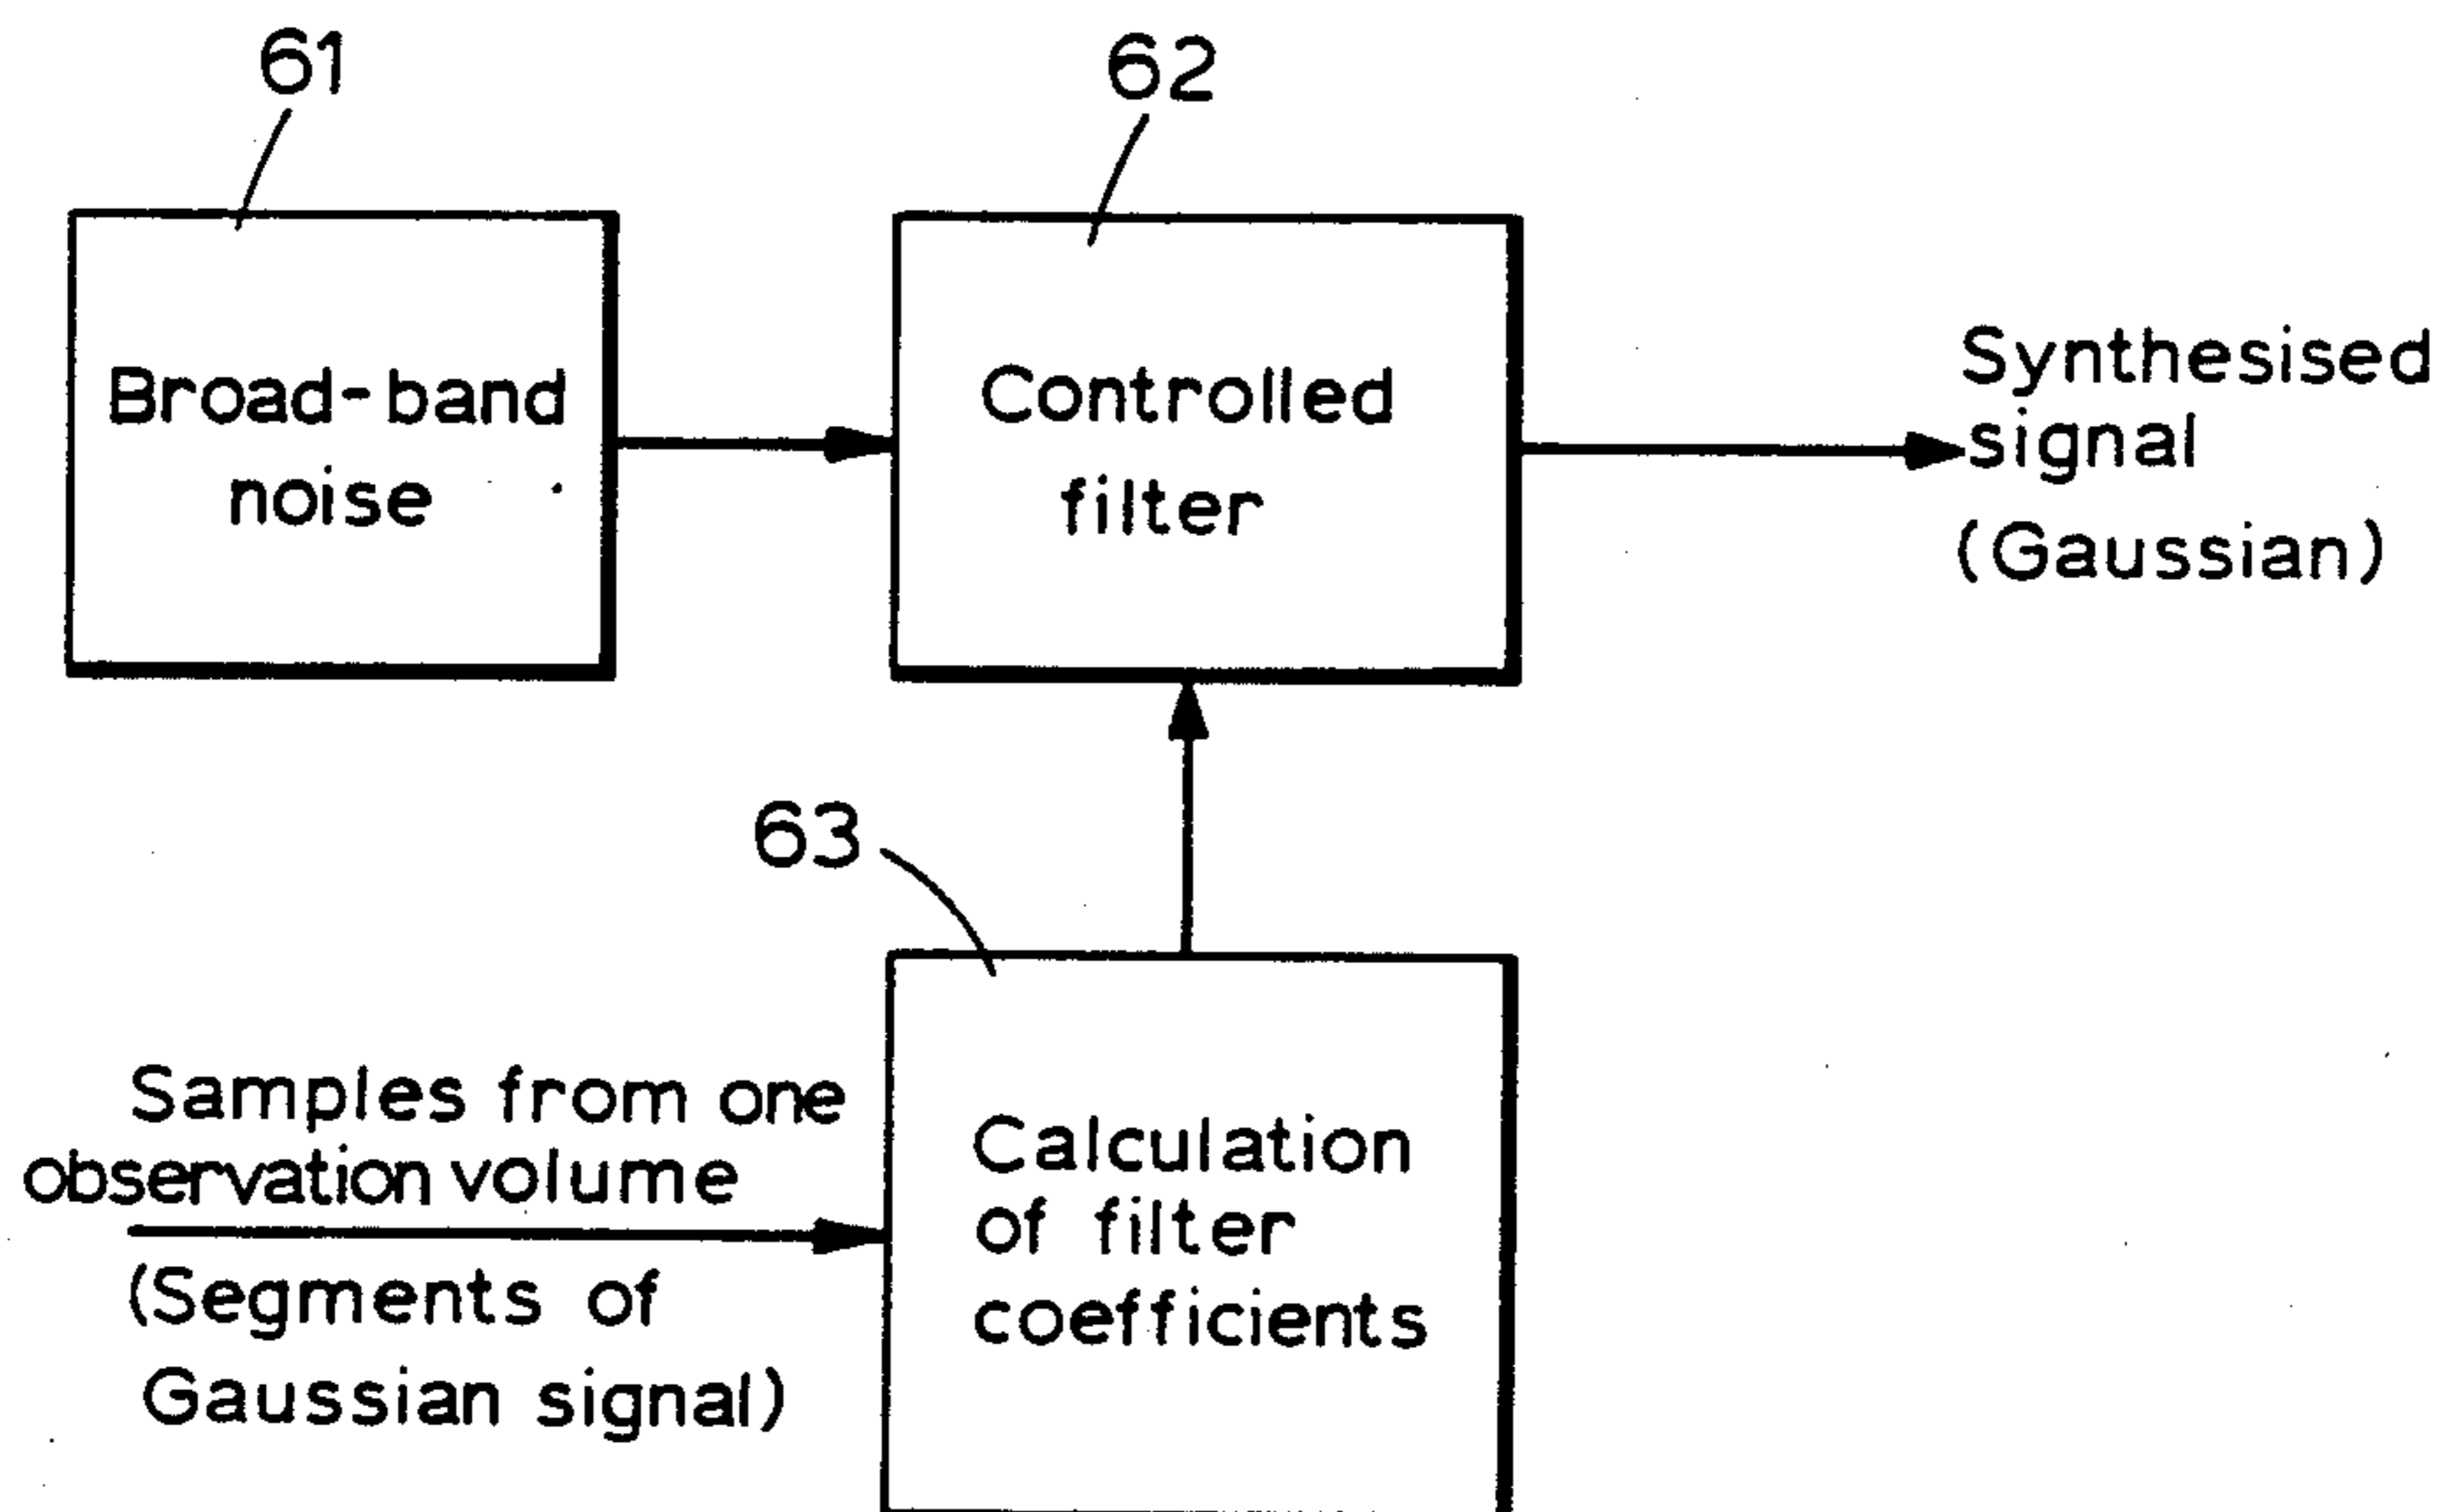 61
62
Broad-band
noise
Controlled
filter
Synthesised
signal
(Gaussian)
63
Samples from one
observation volume
(Segments of
Gaussian signal)
Calculation
of filter
coefficients